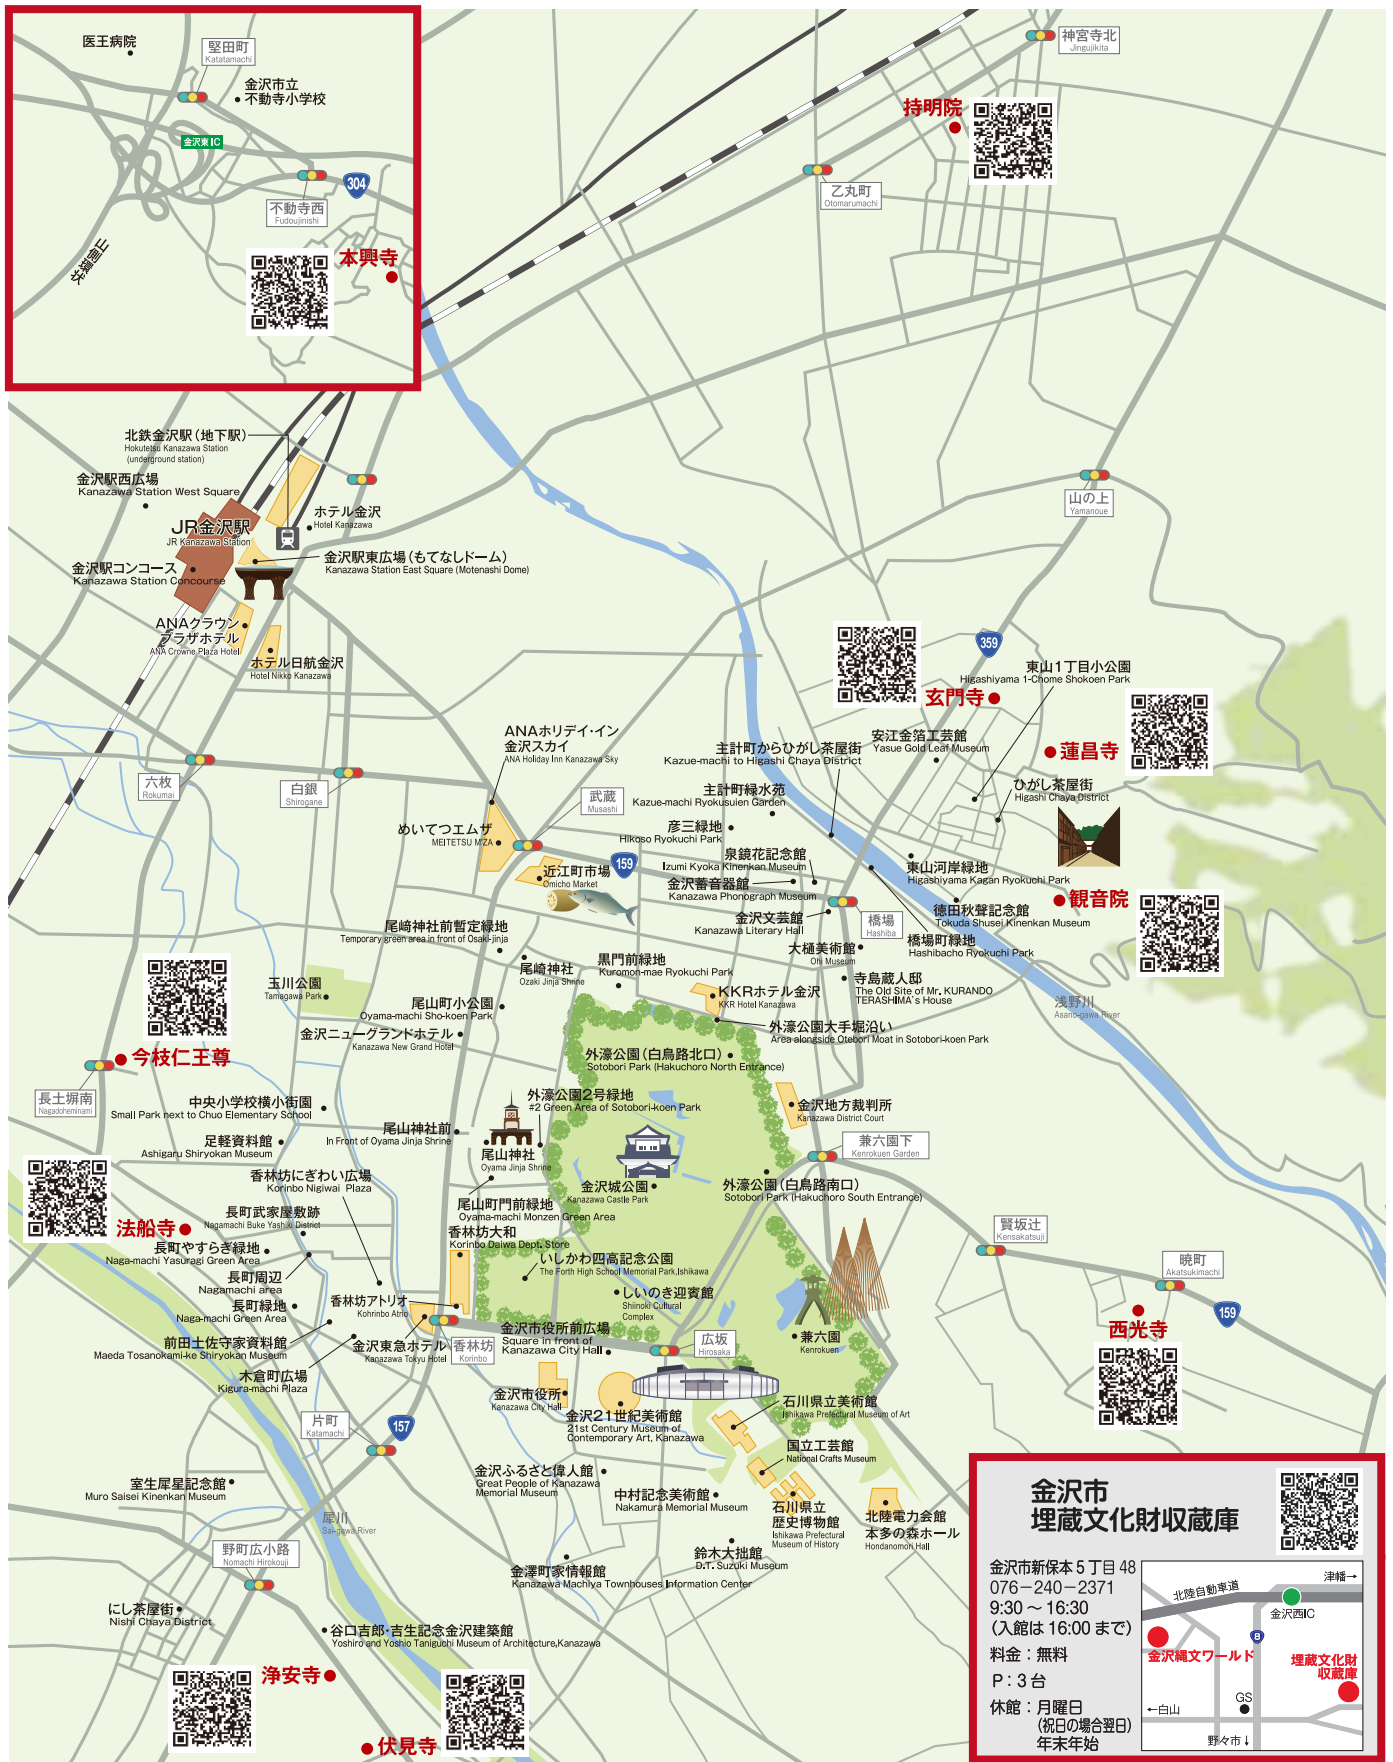 医王病院
堅田町
Katatamachi
金沢市立
不動寺小学校
金沢東IC
304
不動寺西
Fudoujinishi
山側環状
本興寺
神宮寺北
Jingujikita
持明院
乙丸町
Otomarumachi
山の上
Yamanoue
北鉄金沢駅(地下駅)
Hokutetsu Kanazawa Station
(underground station)
金沢駅西広場
Kanazawa Station West Square
JR金沢駅
JR Kanazawa Station
ホテル金沢
Hotel Kanazawa
金沢駅コンコース
Kanazawa Station Concourse
金沢駅東広場(もてなしドーム)
Kanazawa Station East Square (Motenashi Dome)
ANAクラウン
プラザホテル
ANA Crowne Plaza Hotel
ホテル日航金沢
Hotel Nikko Kanazawa
359
東山1丁目小公園
Higashiyama 1-Chome Shokoen Park
玄門寺
安江金箔工芸館
Yasue Gold Leaf Museum
蓮昌寺
ANAホリデイ・イン
金沢スカイ
ANA Holiday Inn Kanazawa Sky
主計町からひがし茶屋街
Kazue-machi to Higashi Chaya District
六枚
Rokumai
白銀
Shirogane
武蔵
Musashi
主計町緑水苑
Kazue-machi Ryokusuien Garden
ひがし茶屋街
Higashi Chaya District
めいてつエムザ
MEITETSU M'ZA
彦三緑地
Hikoso Ryokuchi Park
159
近江町市場
Omicho Market
泉鏡花記念館
Izumi Kyoka Kinenkan Museum
金沢蓄音器館
Kanazawa Phonograph Museum
東山河岸緑地
Higashiyama Kagan Ryokuchi Park
観音院
金沢文芸館
Kanazawa Literary Hall
橋場
Hashiba
徳田秋聲記念館
Tokuda Shusei Kinenkan Museum
尾崎神社前暫定緑地
Temporary green area in front of Osaki-jinja
尾崎神社
Ozaki Jinja Shrine
黒門前緑地
Kuromon-mae Ryokuchi Park
大樋美術館
Ohi Museum
橋場町緑地
Hashibacho Ryokuchi Park
玉川公園
Tamagawa Park
尾山町小公園
Oyama-machi Sho-koen Park
KKRホテル金沢
KKR Hotel Kanazawa
寺島蔵人邸
The Old Site of Mr. KURANDO
TERASHIMA's House
浅野川
Asano-gawa River
金沢ニューグランドホテル
Kanazawa New Grand Hotel
外濠公園大手堀沿い
Area alongside Otebori Moat in Sotobori-koen Park
今枝仁王尊
外濠公園(白鳥路北口)
Sotobori Park (Hakuchoro North Entrance)
長土塀南
Nagadoheminami
中央小学校横小街園
Small Park next to Chuo Elementary School
外濠公園2号緑地
#2 Green Area of Sotobori-koen Park
金沢地方裁判所
Kanazawa District Court
尾山神社前
In Front of Oyama Jinja Shrine
足軽資料館
Ashigaru Shiryokan Museum
尾山神社
Oyama Jinja Shrine
兼六園下
Kenrokuen Garden
香林坊にぎわい広場
Korinbo Nigiwai Plaza
金沢城公園
Kanazawa Castle Park
外濠公園(白鳥路南口)
Sotobori Park (Hakuchoro South Entrance)
尾山町門前緑地
Oyama-machi Monzen Green Area
長町武家屋敷跡
Nagamachi Buke Yashiki District
法船寺
香林坊大和
Korinbo Daiwa Dept. Store
賢坂辻
Kensakatsuji
長町やすらぎ緑地
Naga-machi Yasuragi Green Area
いしかわ四高記念公園
The Forth High School Memorial Park,Ishikawa
暁町
Akatsukimachi
長町周辺
Nagamachi area
しいのき迎賓館
Shiinoki Cultural
Complex
長町緑地
Naga-machi Green Area
香林坊アトリオ
Kohrinbo Atrio
159
西光寺
前田土佐守家資料館
Maeda Tosanokami-ke Shiryokan Museum
金沢東急ホテル
Kanazawa Tokyu Hotel
香林坊
Korinbo
金沢市役所前広場
Square in front of
Kanazawa City Hall
広坂
Hirosaka
兼六園
Kenrokuen
木倉町広場
Kigura-machi Plaza
金沢市役所
Kanazawa City Hall
金沢21世紀美術館
21st Century Museum of
Contemporary Art, Kanazawa
石川県立美術館
Ishikawa Prefectural Museum of Art
片町
Katamachi
157
国立工芸館
National Crafts Museum
室生犀星記念館
Muro Saisei Kinenkan Museum
金沢ふるさと偉人館
Great People of Kanazawa
Memorial Museum
中村記念美術館
Nakamura Memorial Museum
石川県立
歴史博物館
Ishikawa Prefectural
Museum of History
北陸電力会館
本多の森ホール
Hondanomori Hall
犀川
Sai-gawa River
野町広小路
Nomachi Hirokouji
鈴木大拙館
D.T. Suzuki Museum
金澤町家情報館
Kanazawa Machiya Townhouses Information Center
にし茶屋街
Nishi Chaya District
谷口吉郎・吉生記念金沢建築館
Yoshiro and Yoshio Taniguchi Museum of Architecture,Kanazawa
浄安寺
伏見寺
金沢市
埋蔵文化財収蔵庫
金沢市新保本5丁目48
076-240-2371
9:30～16:30
(入館は16:00まで)
料金：無料
P：3台
休館：月曜日
(祝日の場合翌日)
年末年始
北陸自動車道
津幡→
金沢西IC
8
金沢縄文ワールド
埋蔵文化財
収蔵庫
GS
←白山
野々市↓